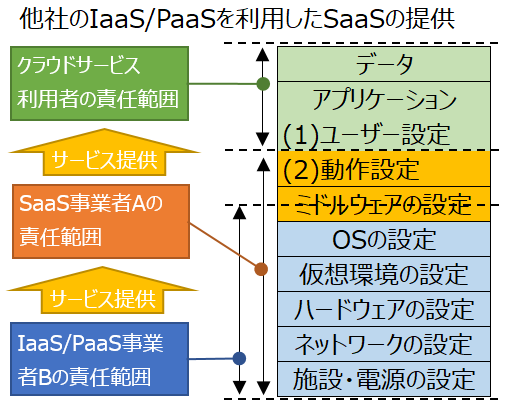 他社のIaaS/PaaSを利用したSaaSの提供
クラウドサービス
利用者の責任範囲
サービス提供
SaaS事業者Aの
責任範囲
サービス提供
IaaS/PaaS事業
者Bの責任範囲
データ
アプリケーション
(1)ユーザー設定
(2)動作設定
ミドルウェアの設定
OSの設定
仮想環境の設定
ハードウェアの設定
ネットワークの設定
施設・電源の設定